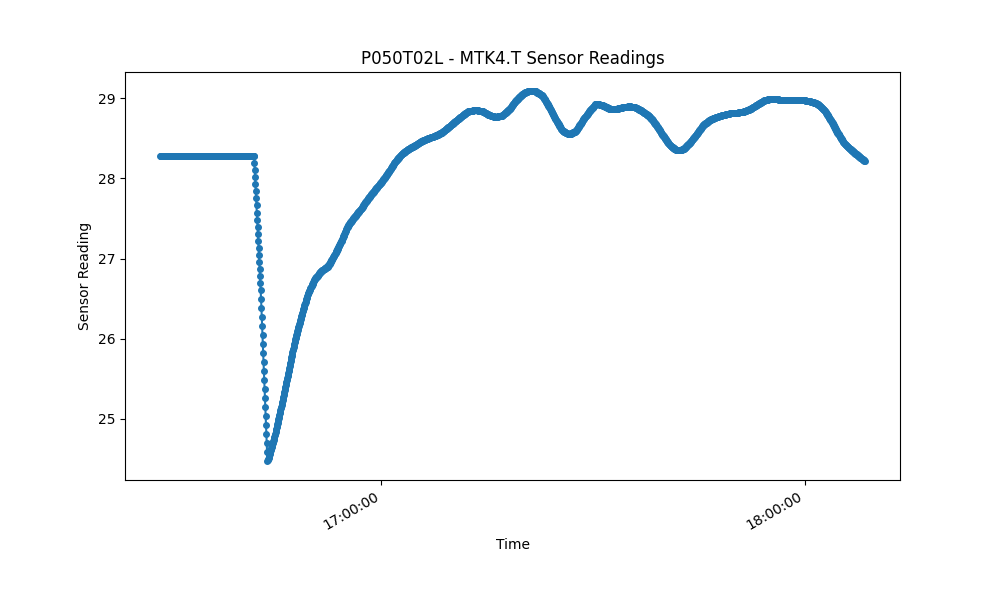 P050T02L - MTK4.T Sensor Readings
29
28
27
26
25
Sensor Reading
17:00:00
18:00:00
Time